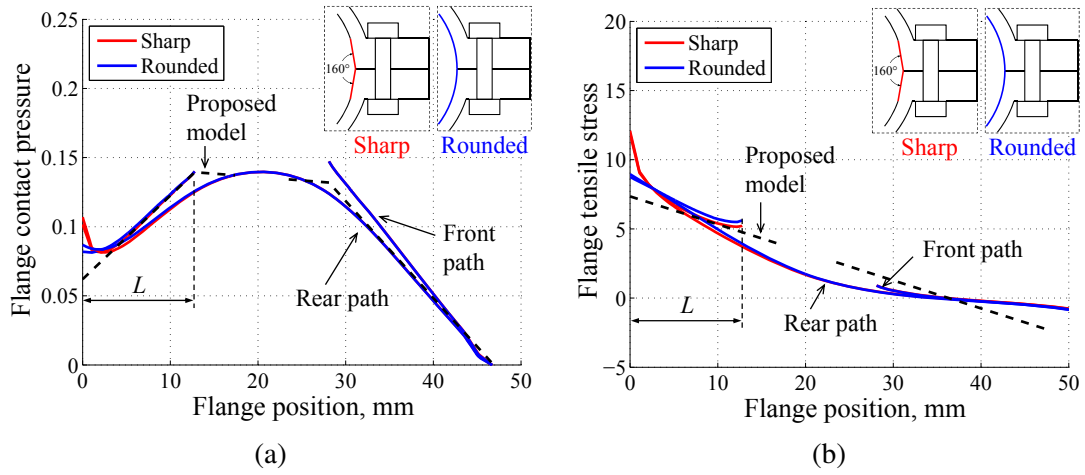 Flange contact pressure
0.25
0.20
0.15
0.10
0.05
0
0
10
20
30
40
50
Flange position, mm
Sharp
Rounded
160°
Sharp
Rounded
Proposed
model
Front
path
Rear path
L
(a)
Flange tensile stress
20
15
10
5
0
−5
0
10
20
30
40
50
Flange position, mm
Sharp
Rounded
160°
Sharp
Rounded
Proposed
model
Front path
Rear path
L
(b)